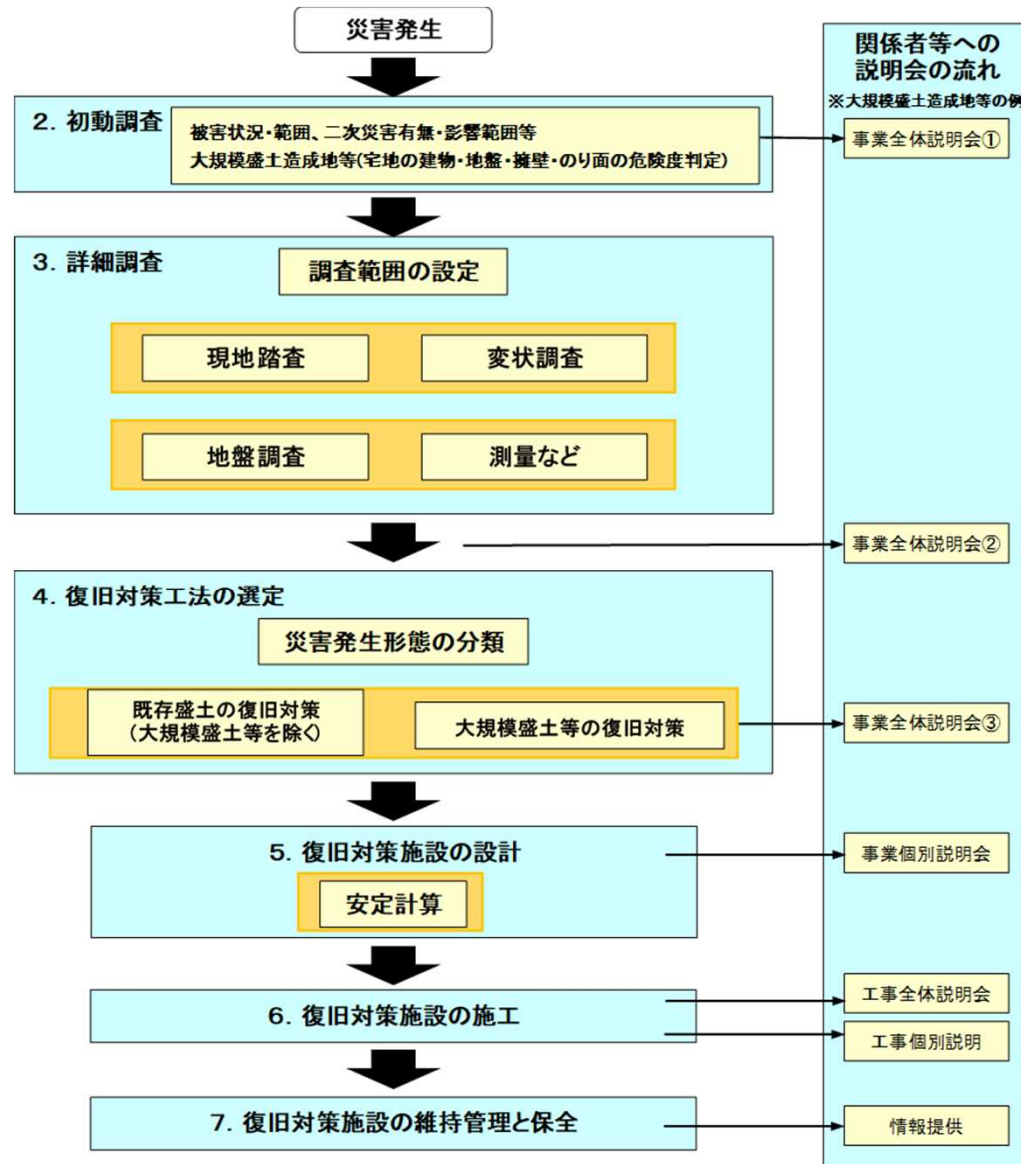 災害発生
関係者等への
説明会の流れ
※大規模盛土造成地等の例
2. 初動調査
被害状況・範囲、二次災害有無・影響範囲等
大規模盛土造成地等(宅地の建物・地盤・擁壁・のり面の危険度判定)
事業全体説明会①
3. 詳細調査
調査範囲の設定
現地踏査
変状調査
地盤調査
測量など
事業全体説明会②
4. 復旧対策工法の選定
災害発生形態の分類
既存盛土の復旧対策
(大規模盛土等を除く)
大規模盛土等の復旧対策
事業全体説明会③
5. 復旧対策施設の設計
安定計算
事業個別説明会
6. 復旧対策施設の施工
工事全体説明会
工事個別説明
7. 復旧対策施設の維持管理と保全
情報提供